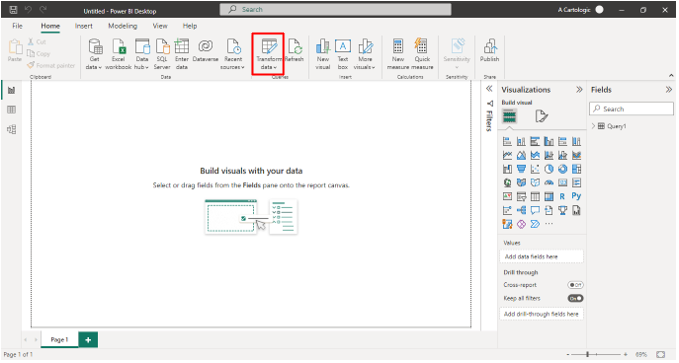 Untitled - Power BI Desktop
Search
A Cartologic
File Home Insert Modeling View Help
Paste
Cut
Copy
Format painter
Clipboard
Get data
Excel workbook
Data hub
SQL Server
Enter data
Dataverse
Recent sources
Data
Transform data
Refresh
Queries
New visual
Text box
More visuals
Insert
New measure
Quick measure
Calculations
Sensitivity
Sensitivity
Publish
Share
Build visuals with your data
Select or drag fields from the Fields pane onto the report canvas.
Filters
Visualizations
Build visual
Values
Add data fields here
Drill through
Cross-report
Off
Keep all filters
On
Add drill-through fields here
Fields
Search
Query1
Page 1
Page 1 of 1
69%